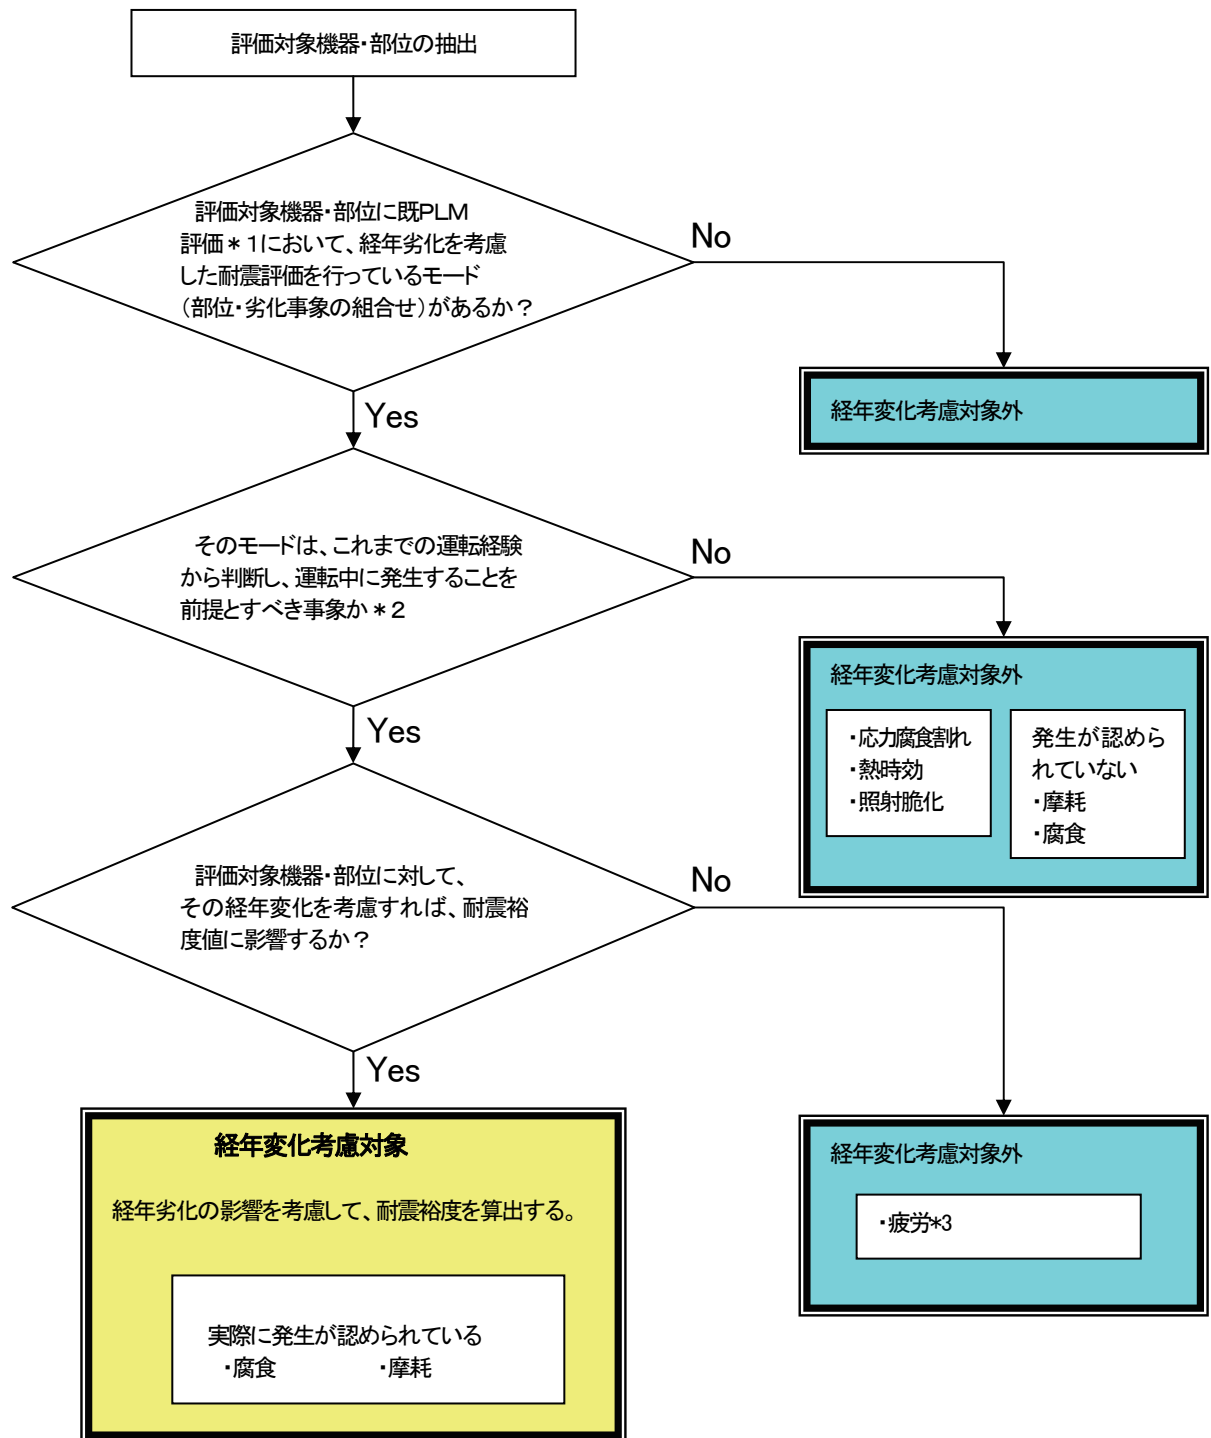 評価対象機器・部位の抽出
評価対象機器・部位に既PLM
評価＊１において、経年劣化を考慮
した耐震評価を行っているモード
（部位・劣化事象の組合せ）があるか？
No
経年変化考慮対象外
Yes
そのモードは、これまでの運転経験
から判断し、運転中に発生することを
前提とすべき事象か＊２
No
経年変化考慮対象外
・応力腐食割れ
・熱時効
・照射脆化
発生が認めら
れていない
・摩耗
・腐食
Yes
評価対象機器・部位に対して、
その経年変化を考慮すれば、耐震裕
度値に影響するか？
No
経年変化考慮対象外
・疲労*3
Yes
経年変化考慮対象
経年劣化の影響を考慮して、耐震裕度を算出する。
実際に発生が認められている
・腐食　・摩耗